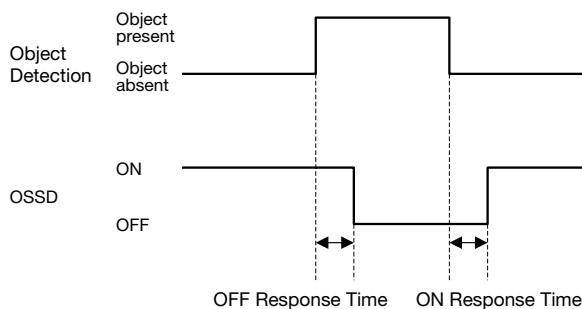 Object
present
Object
Detection
Object
absent
ON
OSSD
OFF
OFF Response Time
ON Response Time